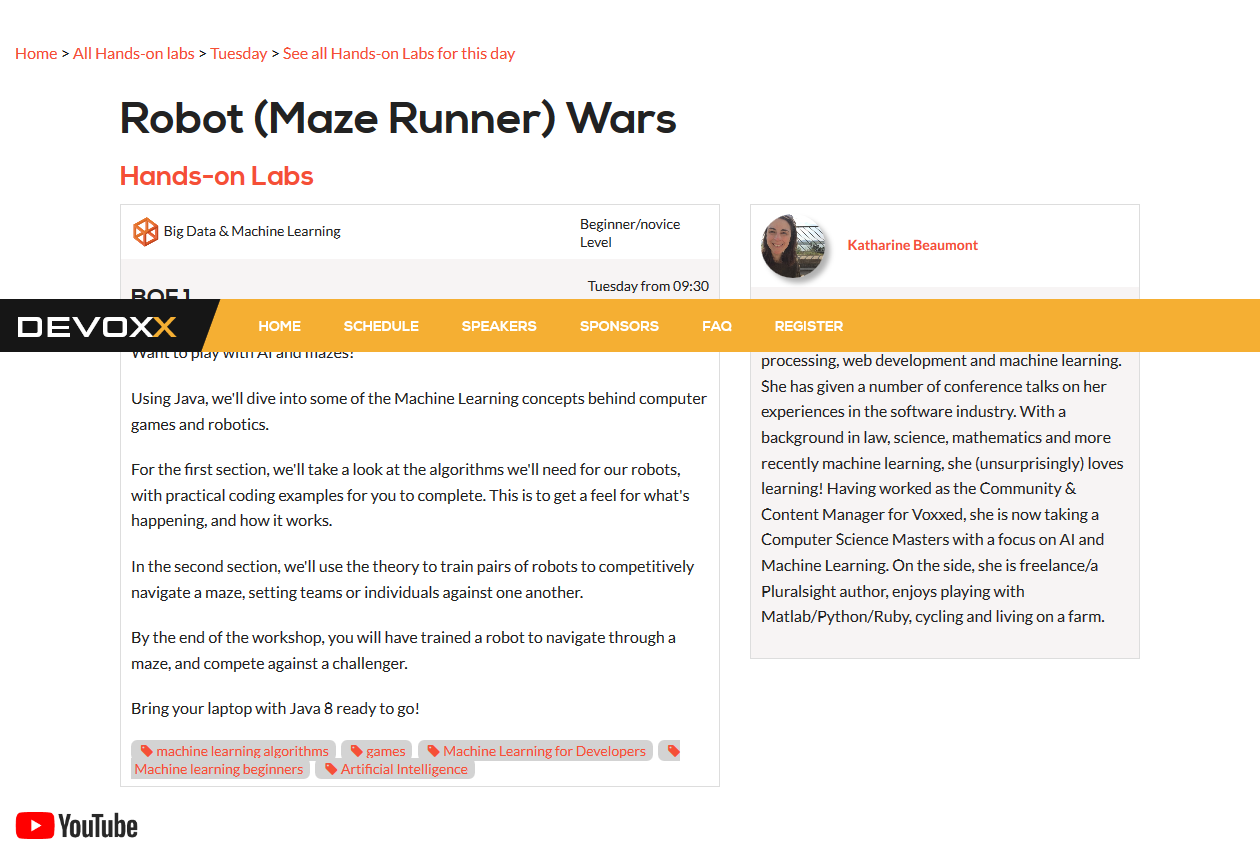 Home > All Hands-on labs > Tuesday > See all Hands-on Labs for this day
Robot (Maze Runner) Wars
Hands-on Labs
Big Data & Machine Learning
Beginner/novice
Level
Tuesday from 09:30
BOF 1
DEVOXX
HOME
SCHEDULE
SPEAKERS
SPONSORS
FAQ
REGISTER
Want to play with AI and mazes!
Using Java, we'll dive into some of the Machine Learning concepts behind computer
games and robotics.
For the first section, we'll take a look at the algorithms we'll need for our robots,
with practical coding examples for you to complete. This is to get a feel for what's
happening, and how it works.
In the second section, we'll use the theory to train pairs of robots to competitively
navigate a maze, setting teams or individuals against one another.
By the end of the workshop, you will have trained a robot to navigate through a
maze, and compete against a challenger.
Bring your laptop with Java 8 ready to go!
machine learning algorithms games Machine Learning for Developers
Machine learning beginners Artificial Intelligence
Katharine Beaumont
processing, web development and machine learning.
She has given a number of conference talks on her
experiences in the software industry. With a
background in law, science, mathematics and more
recently machine learning, she (unsurprisingly) loves
learning! Having worked as the Community &
Content Manager for Voxxed, she is now taking a
Computer Science Masters with a focus on AI and
Machine Learning. On the side, she is freelance/a
Pluralsight author, enjoys playing with
Matlab/Python/Ruby, cycling and living on a farm.
YouTube